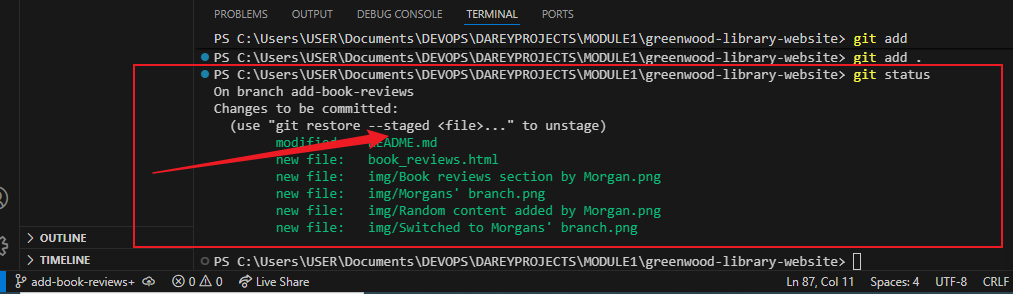 PROBLEMS OUTPUT DEBUG CONSOLE TERMINAL PORTS
PS C:\Users\USER\Documents\DEVOPS\DAREYPROJECTS\MODULE1\greenwood-library-website> git add
PS C:\Users\USER\Documents\DEVOPS\DAREYPROJECTS\MODULE1\greenwood-library-website> git add .
PS C:\Users\USER\Documents\DEVOPS\DAREYPROJECTS\MODULE1\greenwood-library-website> git status
On branch add-book-reviews
Changes to be committed:
(use "git restore --staged <file>..." to unstage)
README.md
new file: book_reviews.html
new file: img/Book reviews section by Morgan.png
new file: img/Morgans' branch.png
new file: img/Random content added by Morgan.png
new file: img/Switched to Morgans' branch.png
PS C:\Users\USER\Documents\DEVOPS\DAREYPROJECTS\MODULE1\greenwood-library-website>
OUTLINE
TIMELINE
add-book-reviews+ 0 0 Live Share Ln 87, Col 11 Spaces: 4 UTF-8 CRLF